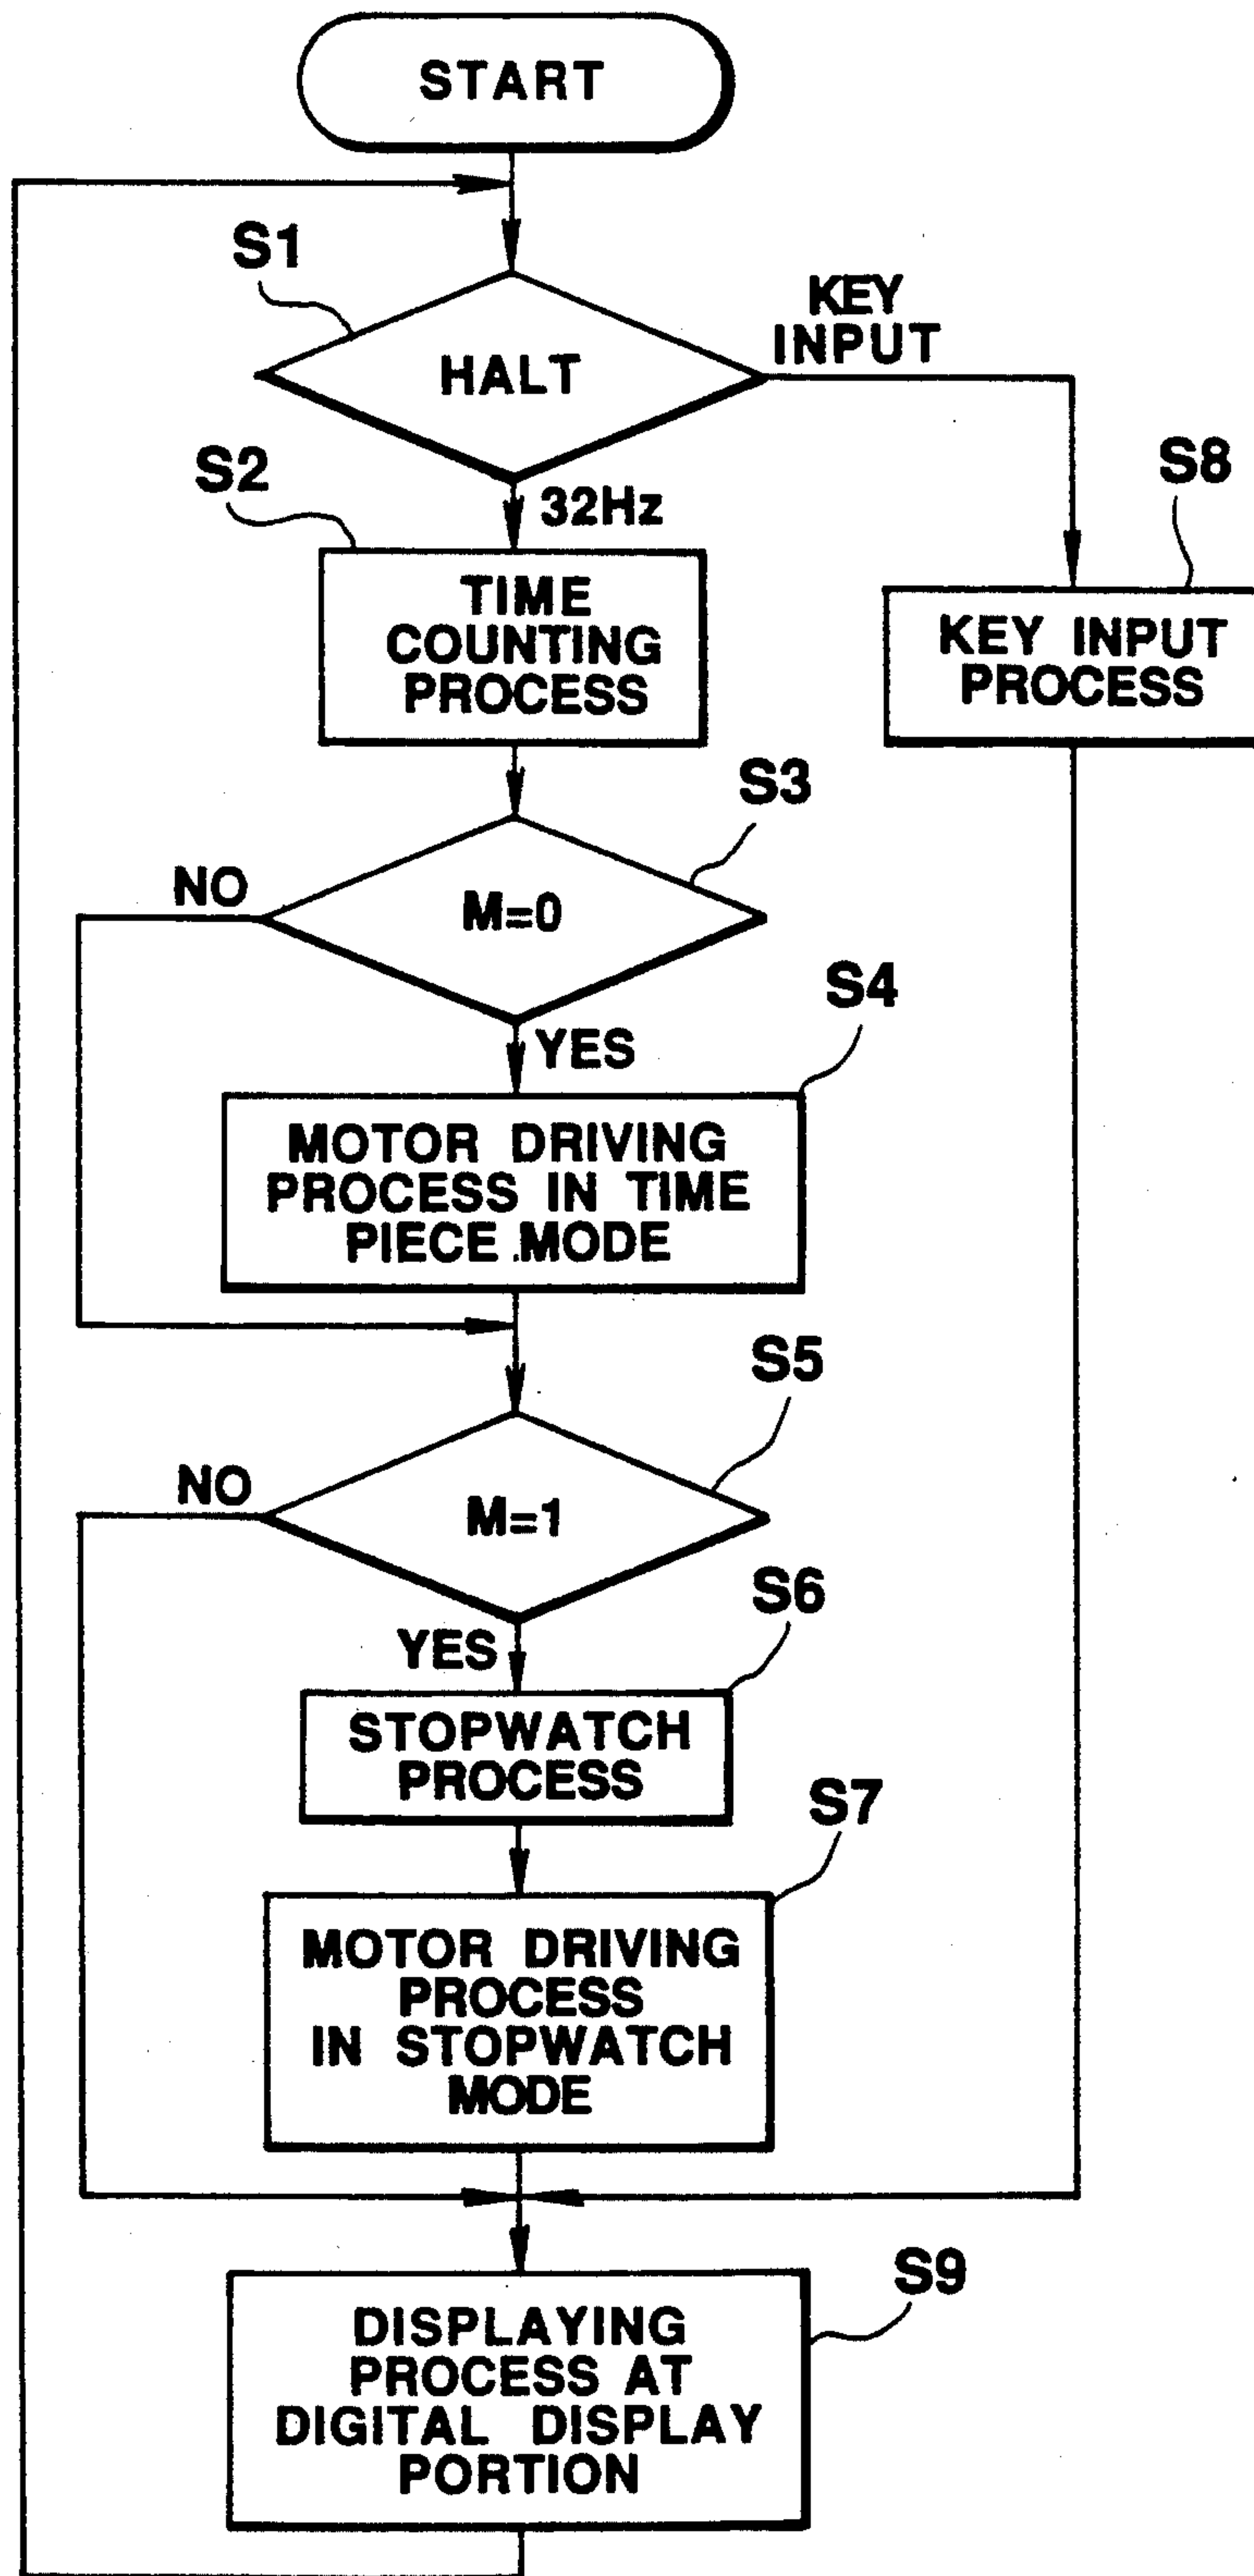 START
S1
HALT
KEY
INPUT
S2
32Hz
TIME
COUNTING
PROCESS
S8
KEY INPUT
PROCESS
S3
NO
M=0
S4
YES
MOTOR DRIVING
PROCESS IN TIME
PIECE MODE
S5
NO
M=1
S6
YES
STOPWATCH
PROCESS
S7
MOTOR DRIVING
PROCESS
IN STOPWATCH
MODE
S9
DISPLAYING
PROCESS AT
DIGITAL DISPLAY
PORTION